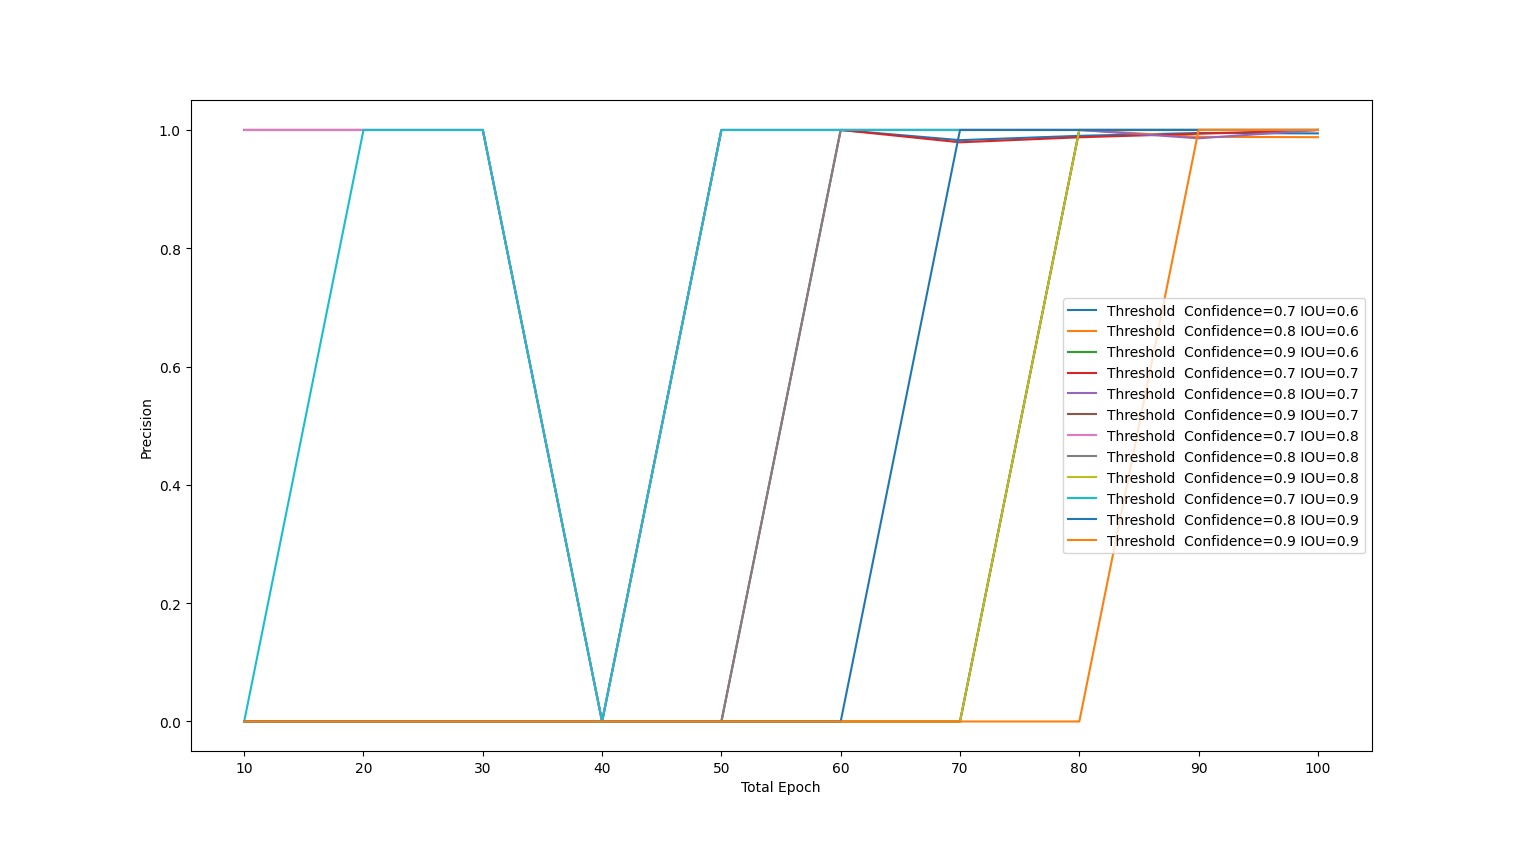 1.0
0.8
0.6
0.4
0.2
0.0
Precision
10 20 30 40 50 60 70 80 90 100
Total Epoch
Threshold  Confidence=0.7 IOU=0.6
Threshold  Confidence=0.8 IOU=0.6
Threshold  Confidence=0.9 IOU=0.6
Threshold  Confidence=0.7 IOU=0.7
Threshold  Confidence=0.8 IOU=0.7
Threshold  Confidence=0.9 IOU=0.7
Threshold  Confidence=0.7 IOU=0.8
Threshold  Confidence=0.8 IOU=0.8
Threshold  Confidence=0.9 IOU=0.8
Threshold  Confidence=0.7 IOU=0.9
Threshold  Confidence=0.8 IOU=0.9
Threshold  Confidence=0.9 IOU=0.9